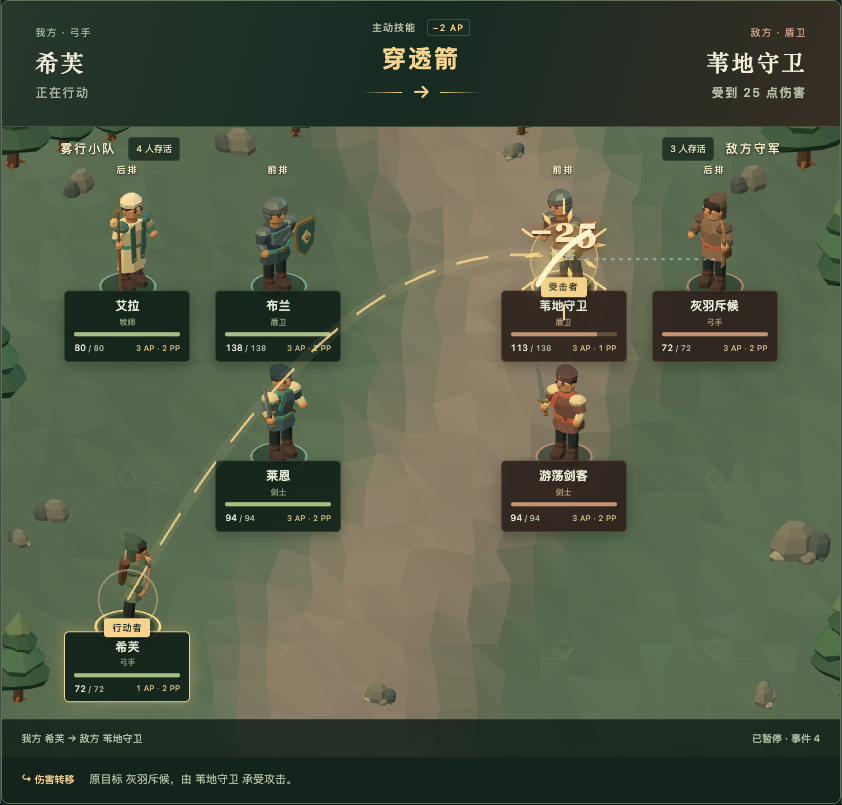 我方 · 弓手
希芙
正在行动
主动技能 −2 AP
穿透箭
→
敌方 · 盾卫
苇地守卫
受到 25 点伤害
雾行小队 4 人存活
3 人存活 敌方守军
后排 前排 前排 后排
−25
受击者
艾拉
牧师
80 / 80 3 AP · 2 PP
布兰
盾卫
138 / 138 3 AP · 2 PP
苇地守卫
盾卫
113 / 138 3 AP · 1 PP
灰羽斥候
弓手
72 / 72 3 AP · 2 PP
莱恩
剑士
94 / 94 3 AP · 2 PP
游荡剑客
剑士
94 / 94 3 AP · 2 PP
行动者
希芙
弓手
72 / 72 1 AP · 2 PP
我方 希芙 → 敌方 苇地守卫
已暂停 · 事件 4
↪ 伤害转移 原目标 灰羽斥候，由 苇地守卫 承受攻击。